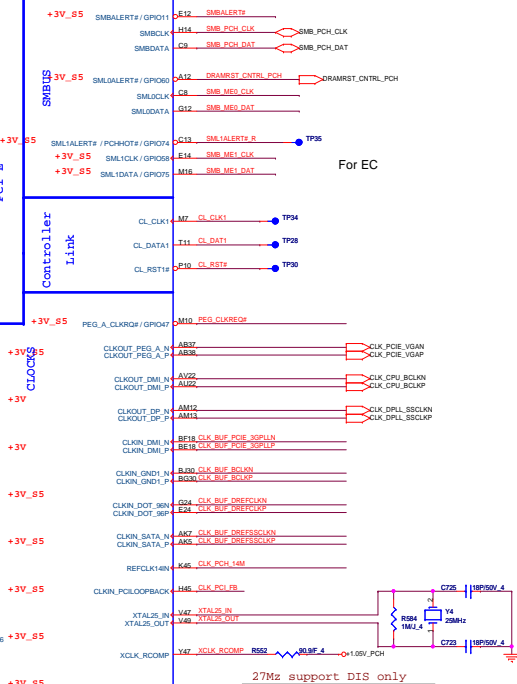 +3V_S5 SMBALERT# / GPIO11 E12 SMBALERT#
SMBCLK H14 SMB_PCH_CLK SMB_PCH_CLK
SMBDATA C9 SMB_PCH_DAT SMB_PCH_DAT
SMBUS
+3V_S5 SML0ALERT# / GPIO60 A12 DRAMRST_CNTRL_PCH DRAMRST_CNTRL_PCH
SML0CLK C8 SMB_ME0_CLK
SML0DATA G12 SMB_ME0_DAT
+3V_S5 SML1ALERT# / PCHHOT# / GPIO74 C13 SML1ALERT#_R TP35
+3V_S5 SML1CLK / GPIO58 E14 SMB_ME1_CLK
For EC
+3V_S5 SML1DATA / GPIO75 M16 SMB_ME1_DAT
Controller
Link
CL_CLK1 M7 CL_CLK1 TP34
CL_DATA1 T11 CL_DAT1 TP28
CL_RST1# P10 CL_RST# TP30
+3V_S5 PEG_A_CLKRQ# / GPIO47 M10 PEG_CLKREQ#
CLOCKS
+3V_S5 CLKOUT_PEG_A_N AB37 CLK_PCIE_VGAN
CLKOUT_PEG_A_P AB38 CLK_PCIE_VGAP
CLKOUT_DMI_N AV22 CLK_CPU_BCLKN
CLKOUT_DMI_P AU22 CLK_CPU_BCLKP
+3V
CLKOUT_DP_N AM12 CLK_DPLL_SSCLKN
CLKOUT_DP_P AM13 CLK_DPLL_SSCLKP
CLKIN_DMI_N BF18 CLK_BUF_PCIE_3GPLLN
+3V CLKIN_DMI_P BE18 CLK_BUF_PCIE_3GPLLP
CLKIN_GND1_N BJ30 CLK_BUF_BCLKN
CLKIN_GND1_P BG30 CLK_BUF_BCLKP
+3V_S5
CLKIN_DOT_96N G24 CLK_BUF_DREFCLKN
CLKIN_DOT_96P E24 CLK_BUF_DREFCLKP
+3V_S5 CLKIN_SATA_N AK7 CLK_BUF_DREFSSCLKN
CLKIN_SATA_P AK5 CLK_BUF_DREFSSCLKP
+3V_S5 REFCLK14IN K45 CLK_PCH_14M
+3V_S5 CLKIN_PCILOOPBACK H45 CLK_PCI_FB
C725 18P/50V_4
XTAL25_IN V47 XTAL25_IN
XTAL25_OUT V49 XTAL25_OUT
R584
1M/J_4
2
1
Y4
25MHz
6 +3V_S5
C723 18P/50V_4
XCLK_RCOMP Y47 XCLK_RCOMP R552 90.9/F_4 +1.05V_PCH
27Mz support DIS only
+3V_S5